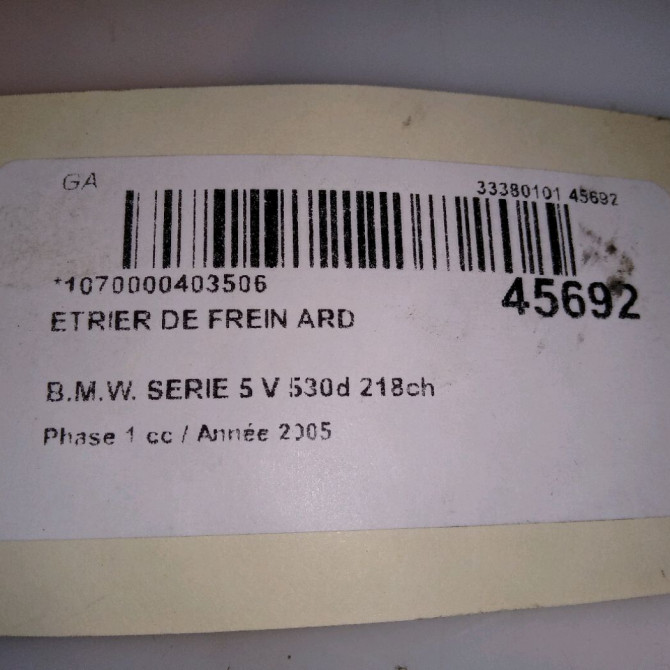 GA
33380101 45692
*1070000403506
45692
ETRIER DE FREIN ARD
B.M.W. SERIE 5 V 530d 218ch
Phase 1 cc / Année 2005